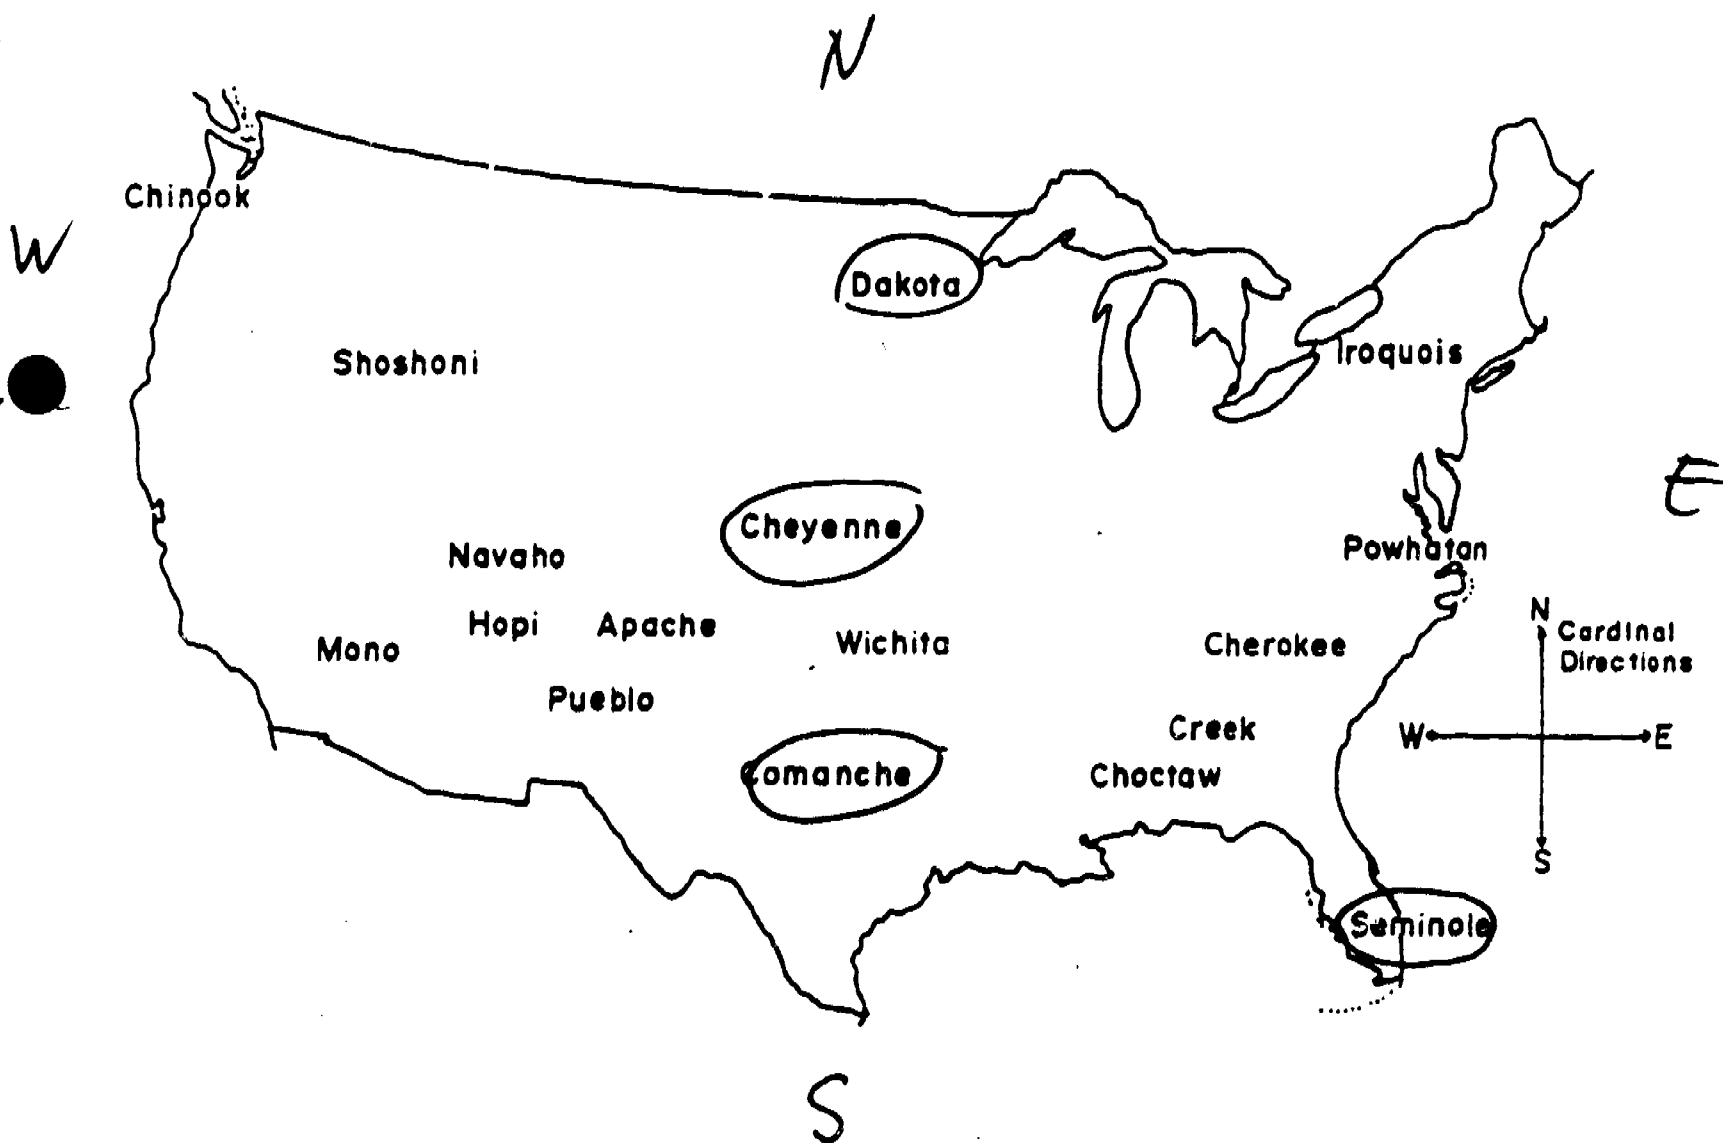 N
Chinook
W
Dakota
Shoshoni
Iroquois
E
Cheyenne
Navaho
Powhatan
Hopi
Apache
Mono
Wichita
Cherokee
Pueblo
Creek
Comanche
Choctaw
N
Cardinal
Directions
W
E
S
Seminole
S